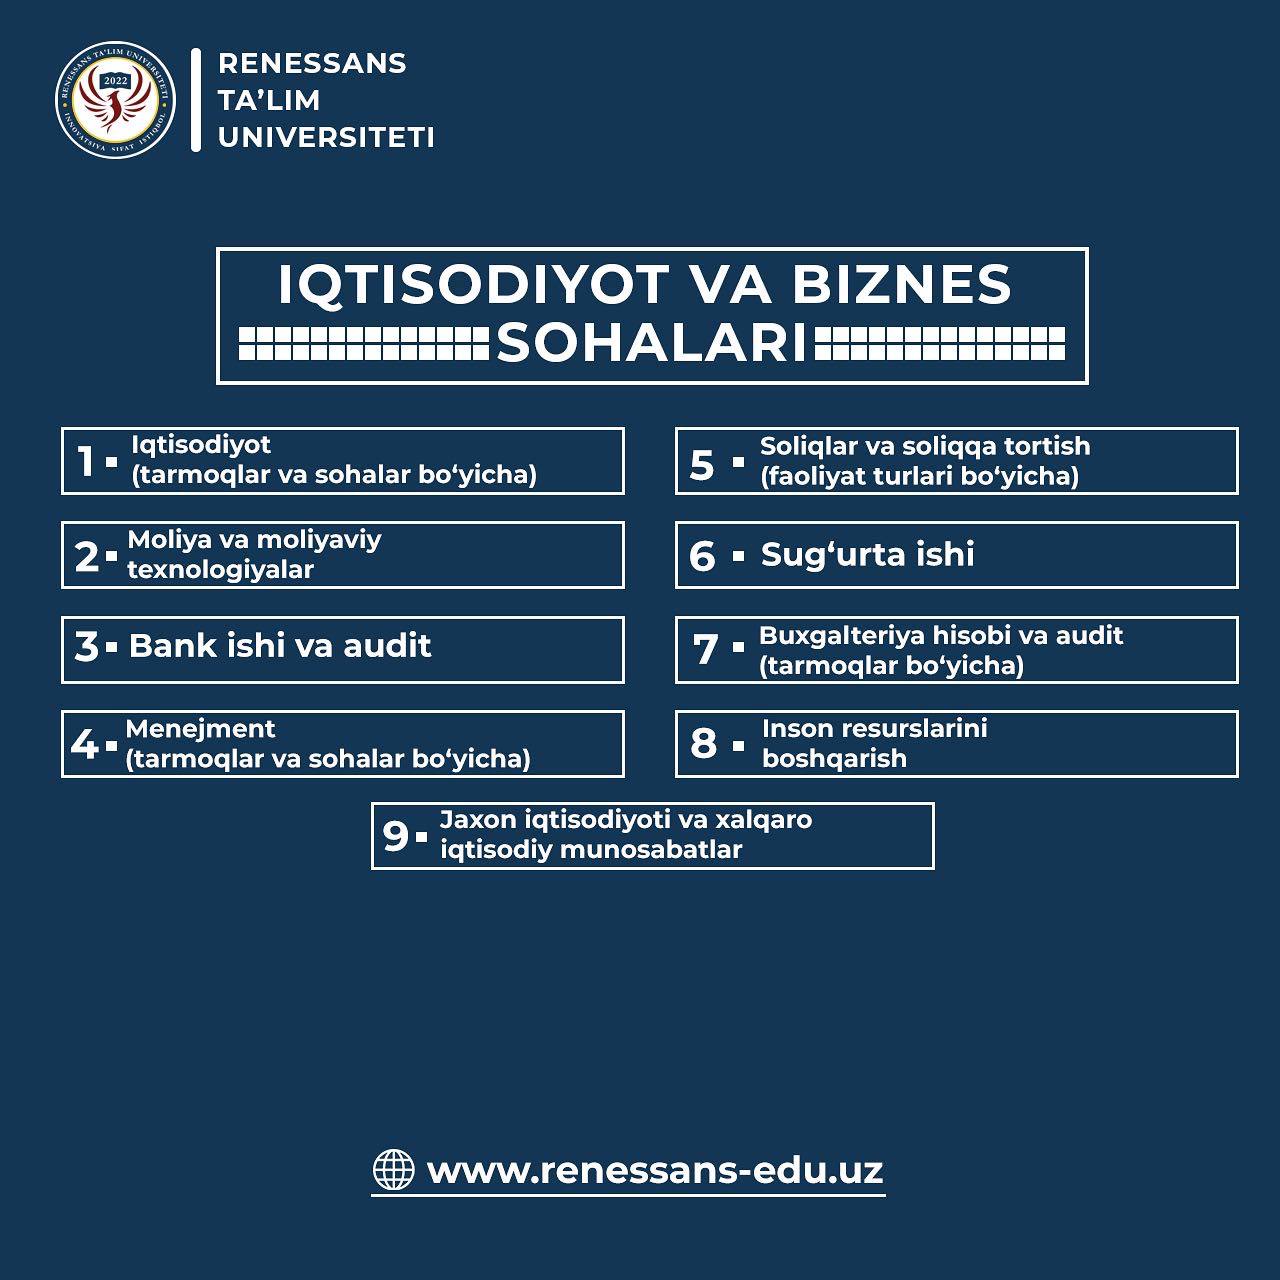 RENESSANS TA'LIM UNIVERSITETI
2022
INNOVATSIYA SIFAT ISTIQBOL
RENESSANS
TA’LIM
UNIVERSITETI
IQTISODIYOT VA BIZNES
SOHALARI
1 Iqtisodiyot
(tarmoqlar va sohalar bo‘yicha)
2 Moliya va moliyaviy
texnologiyalar
3 Bank ishi va audit
4 Menejment
(tarmoqlar va sohalar bo‘yicha)
5 Soliqlar va soliqqa tortish
(faoliyat turlari bo‘yicha)
6 Sug‘urta ishi
7 Buxgalteriya hisobi va audit
(tarmoqlar bo‘yicha)
8 Inson resurslarini
boshqarish
9 Jaxon iqtisodiyoti va xalqaro
iqtisodiy munosabatlar
www.renessans-edu.uz